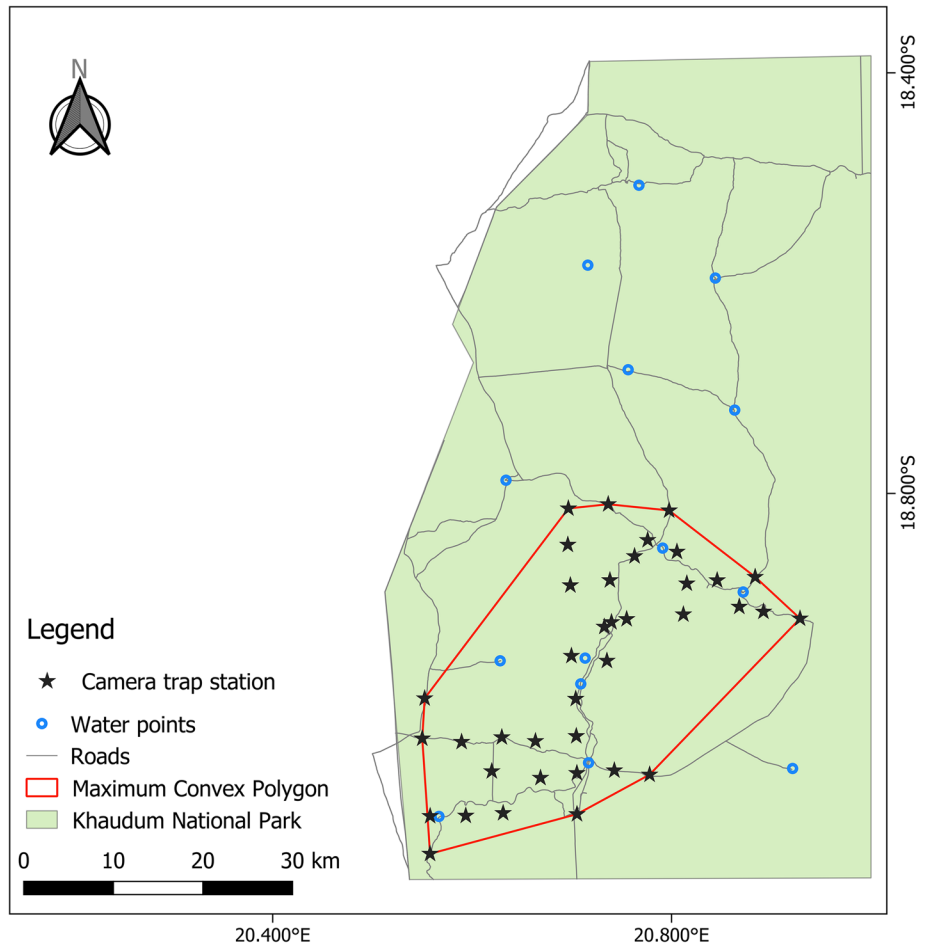 N
18.400°S
18.800°S
Legend
Camera trap station
Water points
Roads
Maximum Convex Polygon
Khaudum National Park
0 10 20 30 km
20.400°E 20.800°E